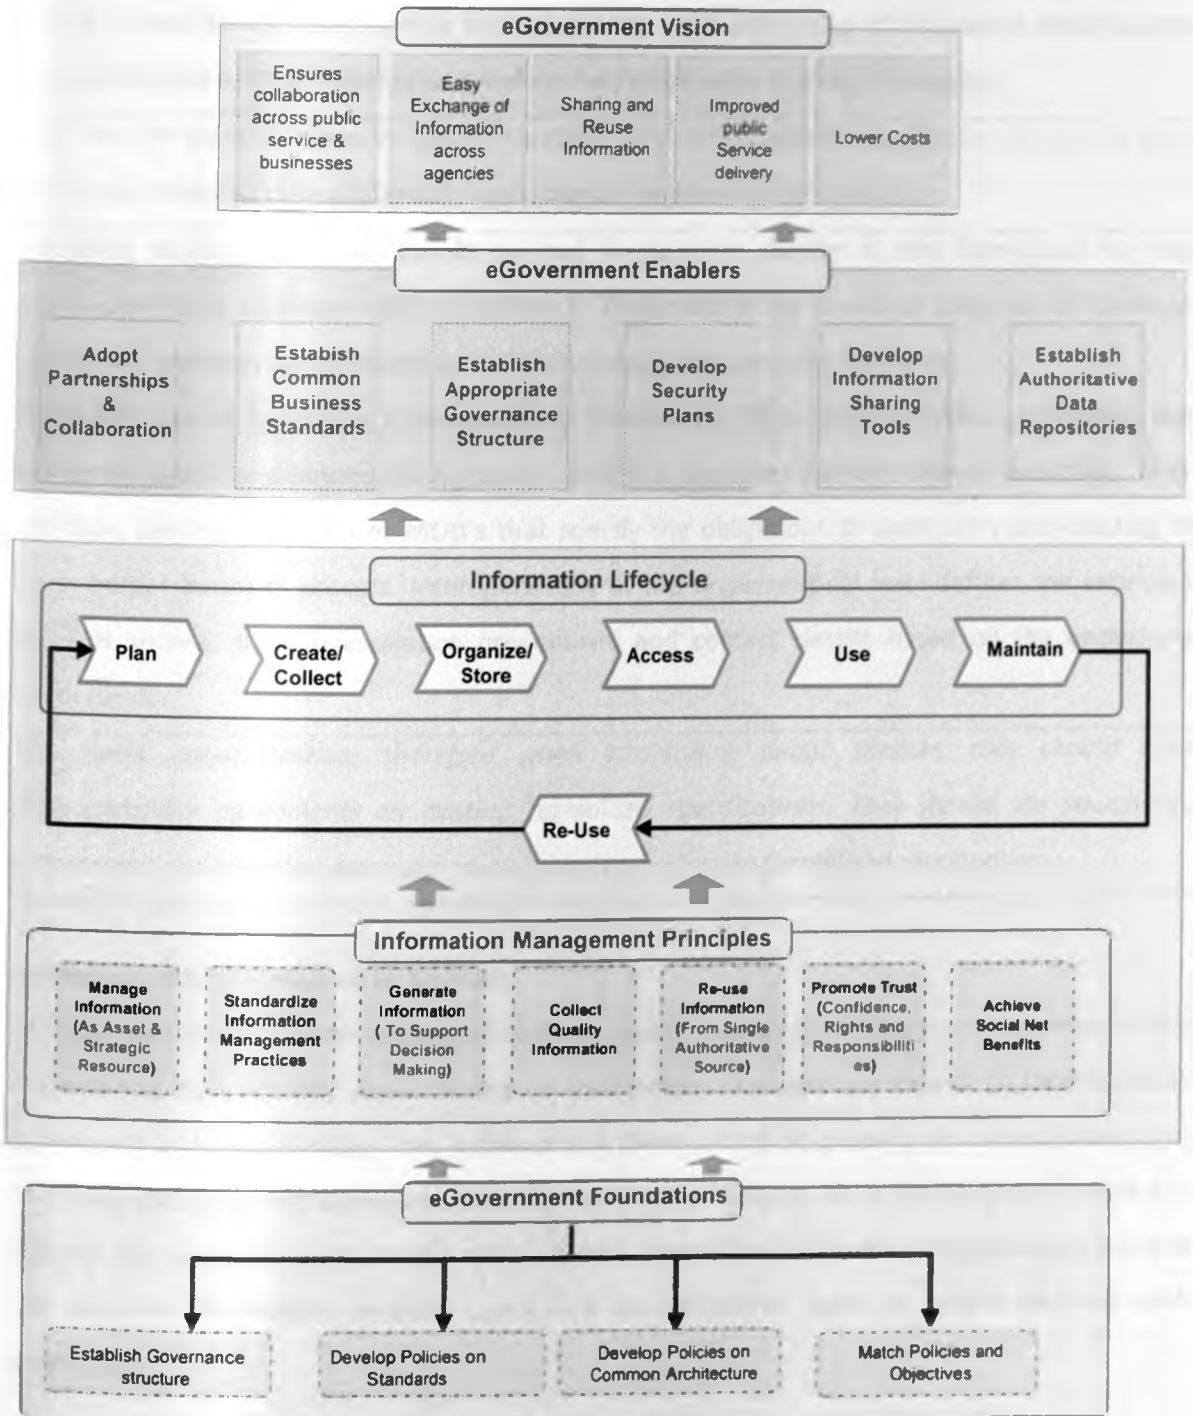 eGovernment Vision
Ensures
collaboration
across public
service &
businesses
Easy
Exchange of
Information
across
agencies
Sharing and
Reuse
Information
Improved
public
Service
delivery
Lower Costs
eGovernment Enablers
Adopt
Partnerships
&
Collaboration
Estabish
Common
Business
Standards
Establish
Appropriate
Governance
Structure
Develop
Security
Plans
Develop
Information
Sharing
Tools
Establish
Authoritative
Data
Repositories
that specify the
Information Lifecycle
Plan
Create/
Collect
Organize/
Store
Access
Use
Maintain
and contact
Re-Use
Information Management Principles
Manage
Information
(As Asset &
Strategic
Resource)
Standardize
Information
Management
Practices
Generate
Information
( To Support
Decision
Making)
Collect
Quality
Information
Re-use
Information
(From Single
Authoritative
Source)
Promote Trust
(Confidence,
Rights and
Responsibiliti
es)
Achieve
Social Net
Benefits
eGovernment Foundations
Establish Governance
structure
Develop Policies on
Standards
Develop Policies on
Common Architecture
Match Policies and
Objectives